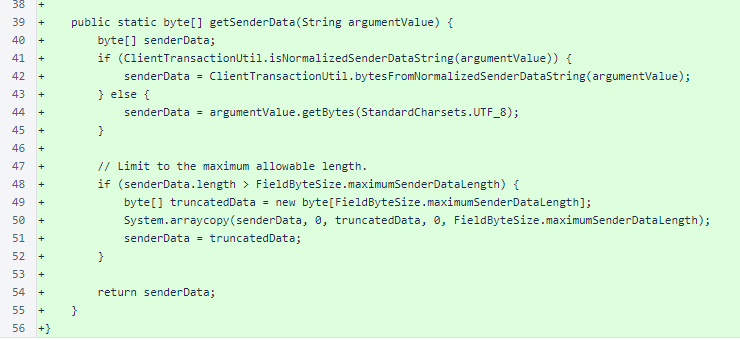 38 +
39 +    public static byte[] getSenderData(String argumentValue) {
40 +        byte[] senderData;
41 +        if (ClientTransactionUtil.isNormalizedSenderDataString(argumentValue)) {
42 +            senderData = ClientTransactionUtil.bytesFromNormalizedSenderDataString(argumentValue);
43 +        } else {
44 +            senderData = argumentValue.getBytes(StandardCharsets.UTF_8);
45 +        }
46 +
47 +        // Limit to the maximum allowable length.
48 +        if (senderData.length > FieldByteSize.maximumSenderDataLength) {
49 +            byte[] truncatedData = new byte[FieldByteSize.maximumSenderDataLength];
50 +            System.arraycopy(senderData, 0, truncatedData, 0, FieldByteSize.maximumSenderDataLength);
51 +            senderData = truncatedData;
52 +        }
53 +
54 +        return senderData;
55 +    }
56 +}